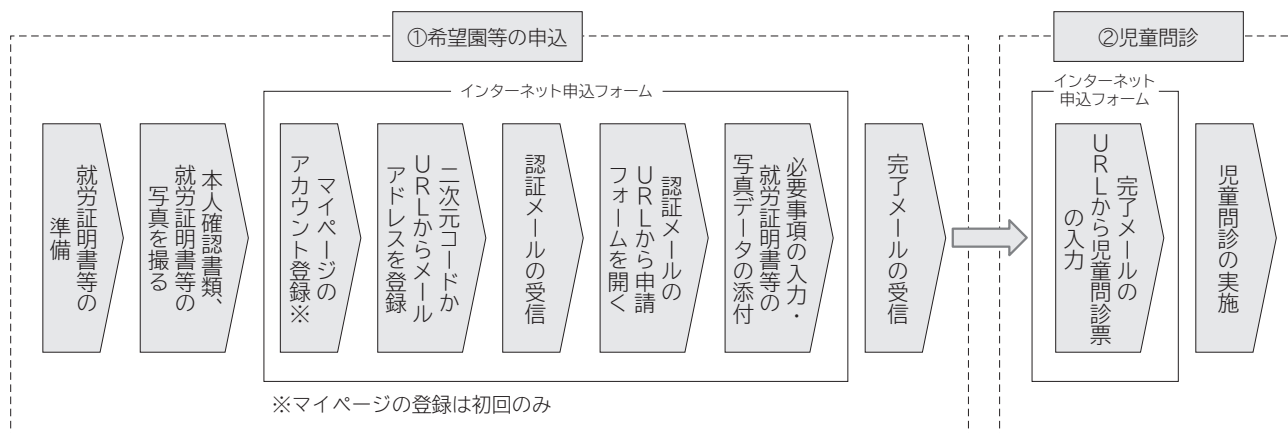 ①希望園等の申込
②児童問診
インターネット申込フォーム
インターネット
申込フォーム
就労証明書等の
準備
本人確認書類、
就労証明書等の
写真を撮る
マイページの
アカウント登録※
二次元コードか
URLからメール
アドレスを登録
認証メールの受信
認証メールの
URLから申請
フォームを開く
必要事項の入力・
就労証明書等の
写真データの添付
完了メールの受信
完了メールの
URLから児童問診票
の入力
児童問診の実施
※マイページの登録は初回のみ